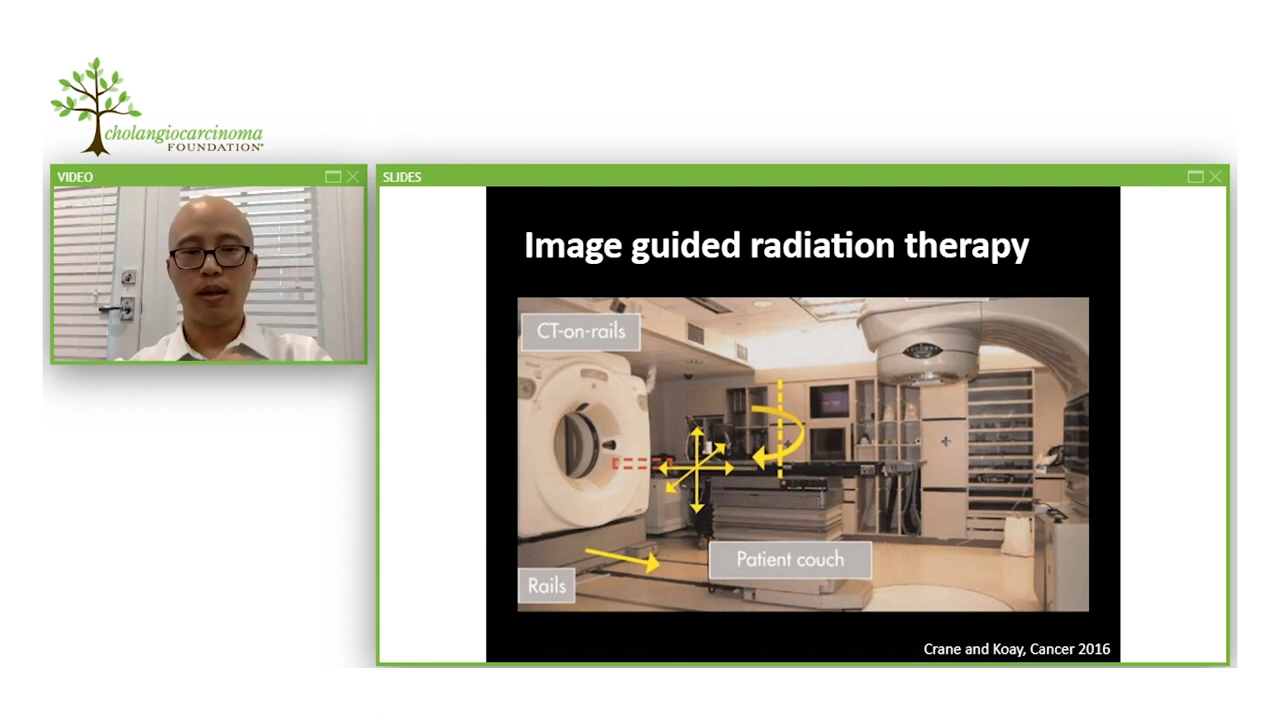 cholangiocarcinoma
FOUNDATION®
VIDEO
SLIDES
Image guided radiation therapy
CT-on-rails
Patient couch
Rails
Crane and Koay, Cancer 2016